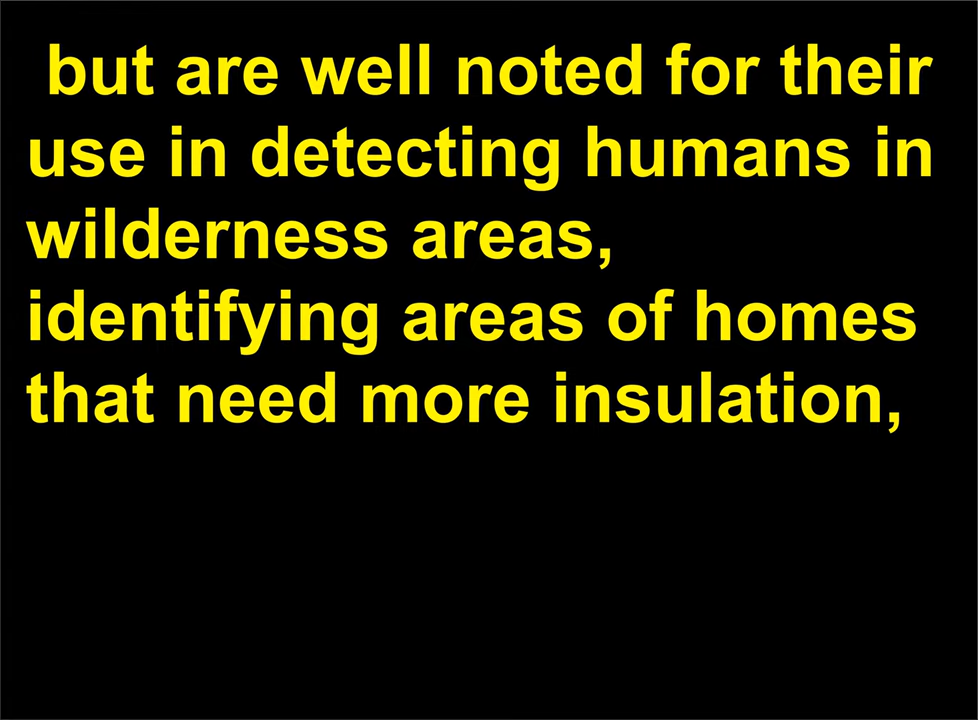 but are well noted for their
use in detecting humans in
wilderness areas,
identifying areas of homes
that need more insulation,